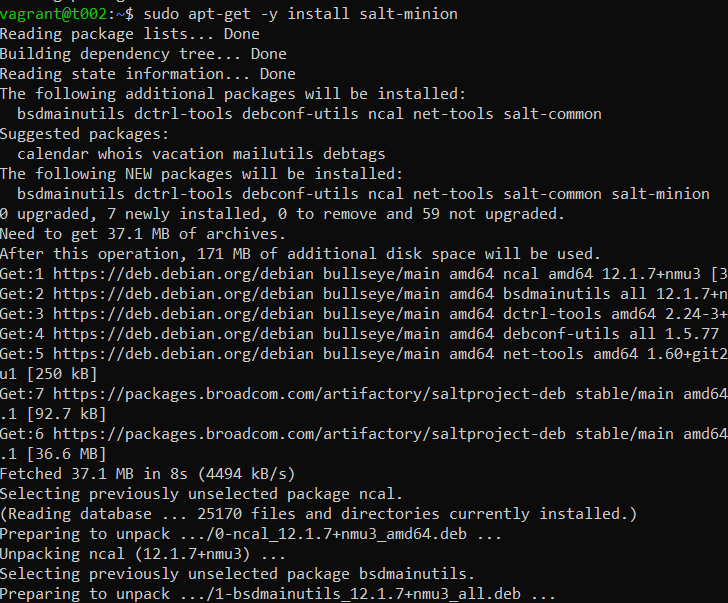 vagrant@t002:~$ sudo apt-get -y install salt-minion
Reading package lists... Done
Building dependency tree... Done
Reading state information... Done
The following additional packages will be installed:
  bsdmainutils dctrl-tools debconf-utils ncal net-tools salt-common
Suggested packages:
  calendar whois vacation mailutils debtags
The following NEW packages will be installed:
  bsdmainutils dctrl-tools debconf-utils ncal net-tools salt-common salt-minion
0 upgraded, 7 newly installed, 0 to remove and 59 not upgraded.
Need to get 37.1 MB of archives.
After this operation, 171 MB of additional disk space will be used.
Get:1 https://deb.debian.org/debian bullseye/main amd64 ncal amd64 12.1.7+nmu3 [3
Get:2 https://deb.debian.org/debian bullseye/main amd64 bsdmainutils all 12.1.7+n
Get:3 https://deb.debian.org/debian bullseye/main amd64 dctrl-tools amd64 2.24-3+
Get:4 https://deb.debian.org/debian bullseye/main amd64 debconf-utils all 1.5.77
Get:5 https://deb.debian.org/debian bullseye/main amd64 net-tools amd64 1.60+git2
u1 [250 kB]
Get:7 https://packages.broadcom.com/artifactory/saltproject-deb stable/main amd64
.1 [92.7 kB]
Get:6 https://packages.broadcom.com/artifactory/saltproject-deb stable/main amd64
.1 [36.6 MB]
Fetched 37.1 MB in 8s (4494 kB/s)
Selecting previously unselected package ncal.
(Reading database ... 25170 files and directories currently installed.)
Preparing to unpack .../0-ncal_12.1.7+nmu3_amd64.deb ...
Unpacking ncal (12.1.7+nmu3) ...
Selecting previously unselected package bsdmainutils.
Preparing to unpack .../1-bsdmainutils_12.1.7+nmu3_all.deb ...